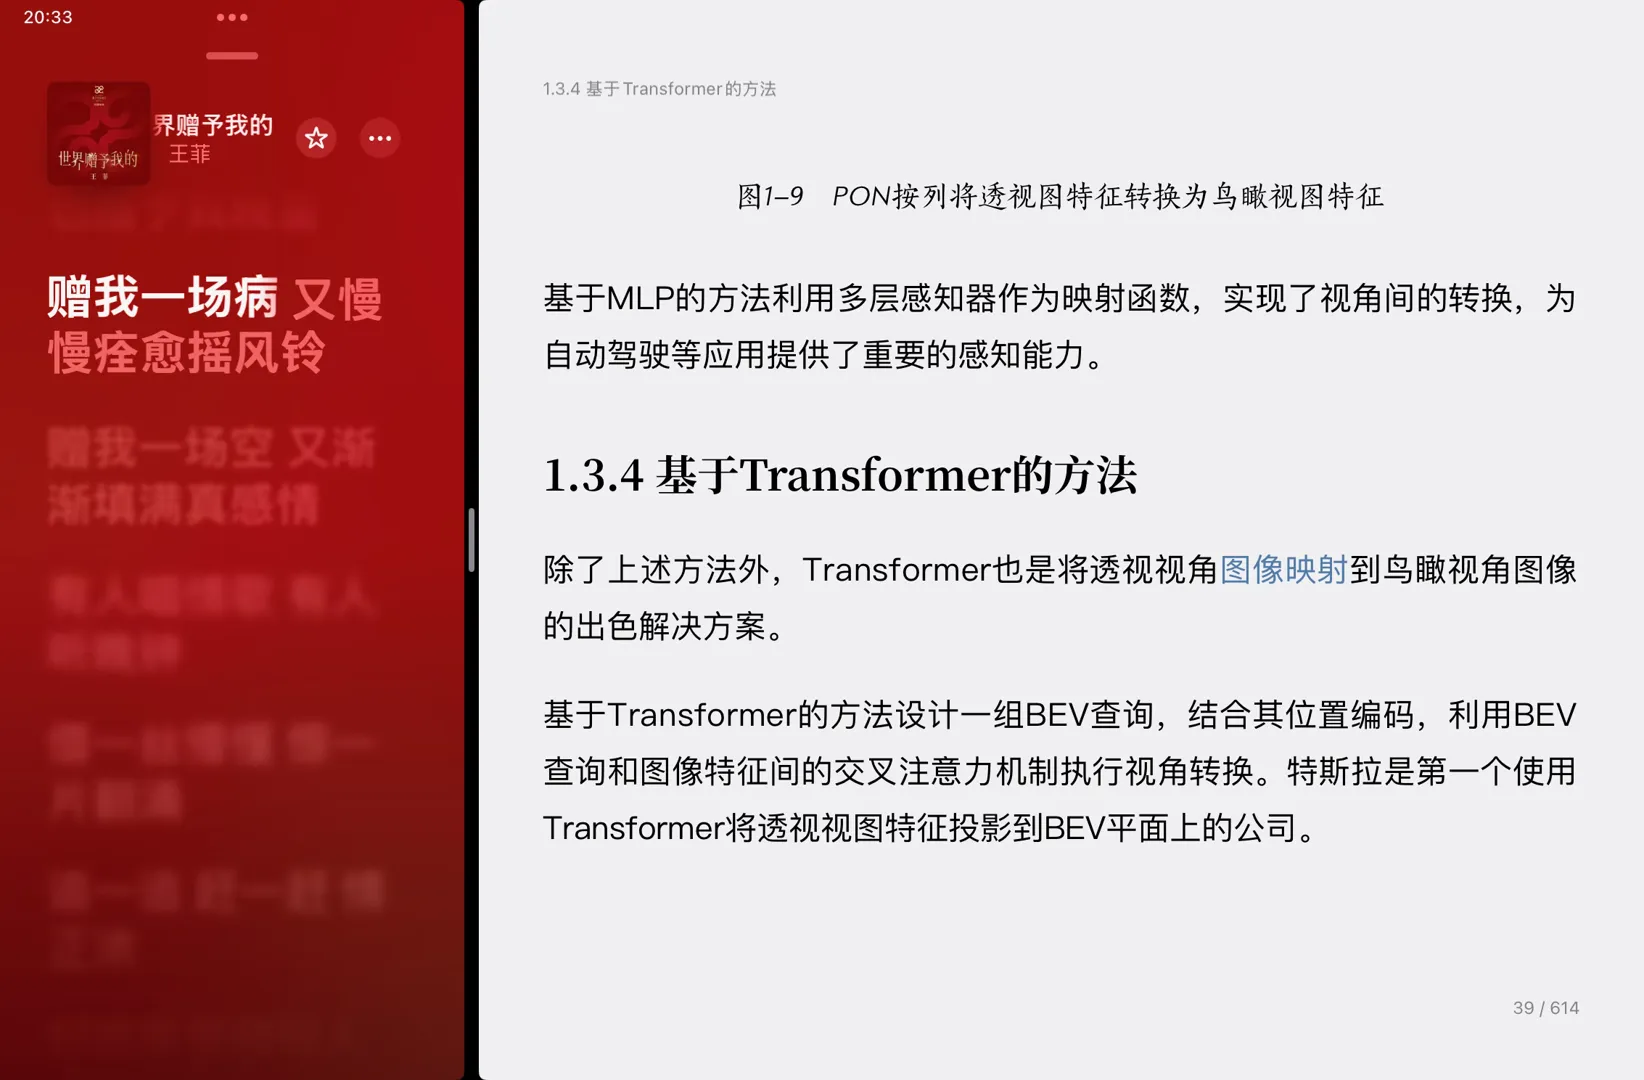 20:33
世界赠予我的
王菲
界赠予我的
王菲
赠我一场病 又慢
慢痊愈摇风铃
赠我一场空 又渐
渐填满真感情
1.3.4 基于Transformer的方法
图1-9 PON按列将透视图特征转换为鸟瞰视图特征
基于MLP的方法利用多层感知器作为映射函数，实现了视角间的转换，为
自动驾驶等应用提供了重要的感知能力。
1.3.4 基于Transformer的方法
除了上述方法外，Transformer也是将透视视角图像映射到鸟瞰视角图像
的出色解决方案。
基于Transformer的方法设计一组BEV查询，结合其位置编码，利用BEV
查询和图像特征间的交叉注意力机制执行视角转换。特斯拉是第一个使用
Transformer将透视视图特征投影到BEV平面上的公司。
39 / 614